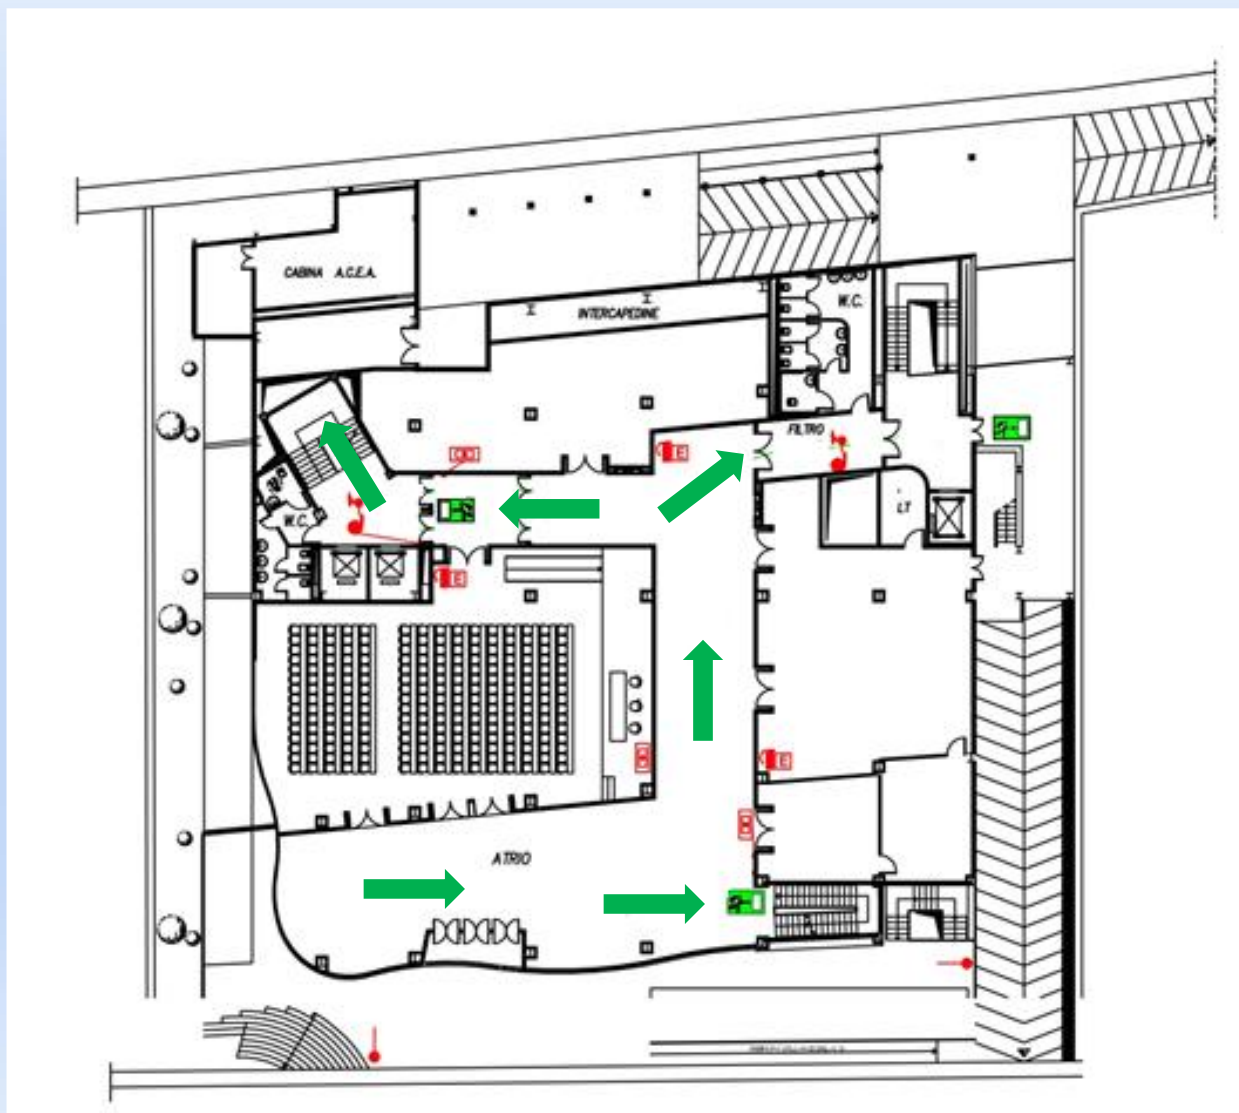 CABINA A.C.E.A.
INTERCAPEDINE
W.C.
FILTRO
E
W.C.
LT
E
E
ATRIO